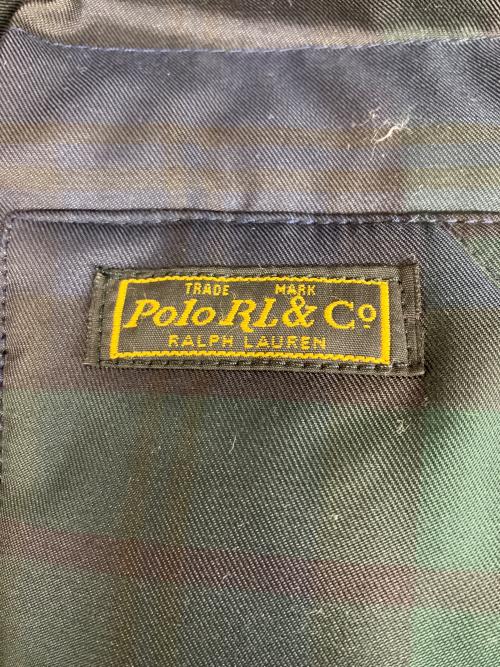 TRADE MARK
Polo RL & Cº
RALPH LAUREN